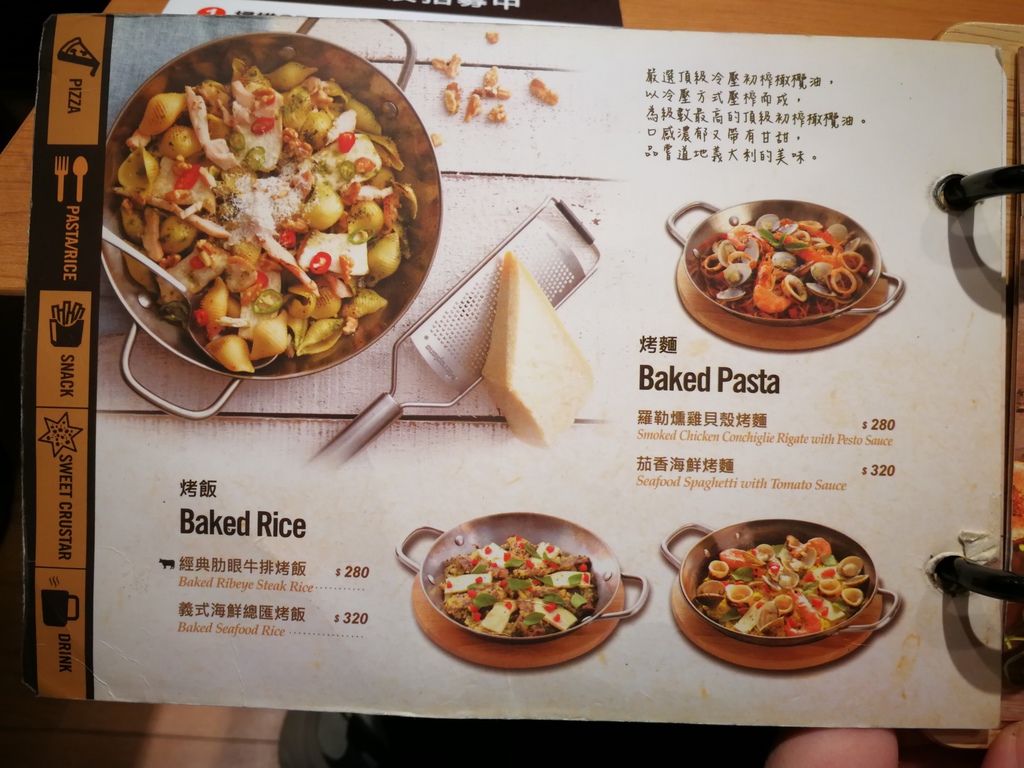 PIZZA
PASTA/RICE
SNACK
SWEET CRUSTAR
DRINK
嚴選頂級冷壓初榨橄欖油，
以冷壓方式壓榨而成，
為級數最高的頂級初榨橄欖油。
口感濃郁又帶有甘甜，
品嘗道地義大利的美味。
烤麵
Baked Pasta
羅勒燻雞貝殼烤麵 $ 280
Smoked Chicken Conchiglie Rigate with Pesto Sauce
茄香海鮮烤麵 $ 320
Seafood Spaghetti with Tomato Sauce
烤飯
Baked Rice
經典肋眼牛排烤飯 $ 280
Baked Ribeye Steak Rice
義式海鮮總匯烤飯 $ 320
Baked Seafood Rice